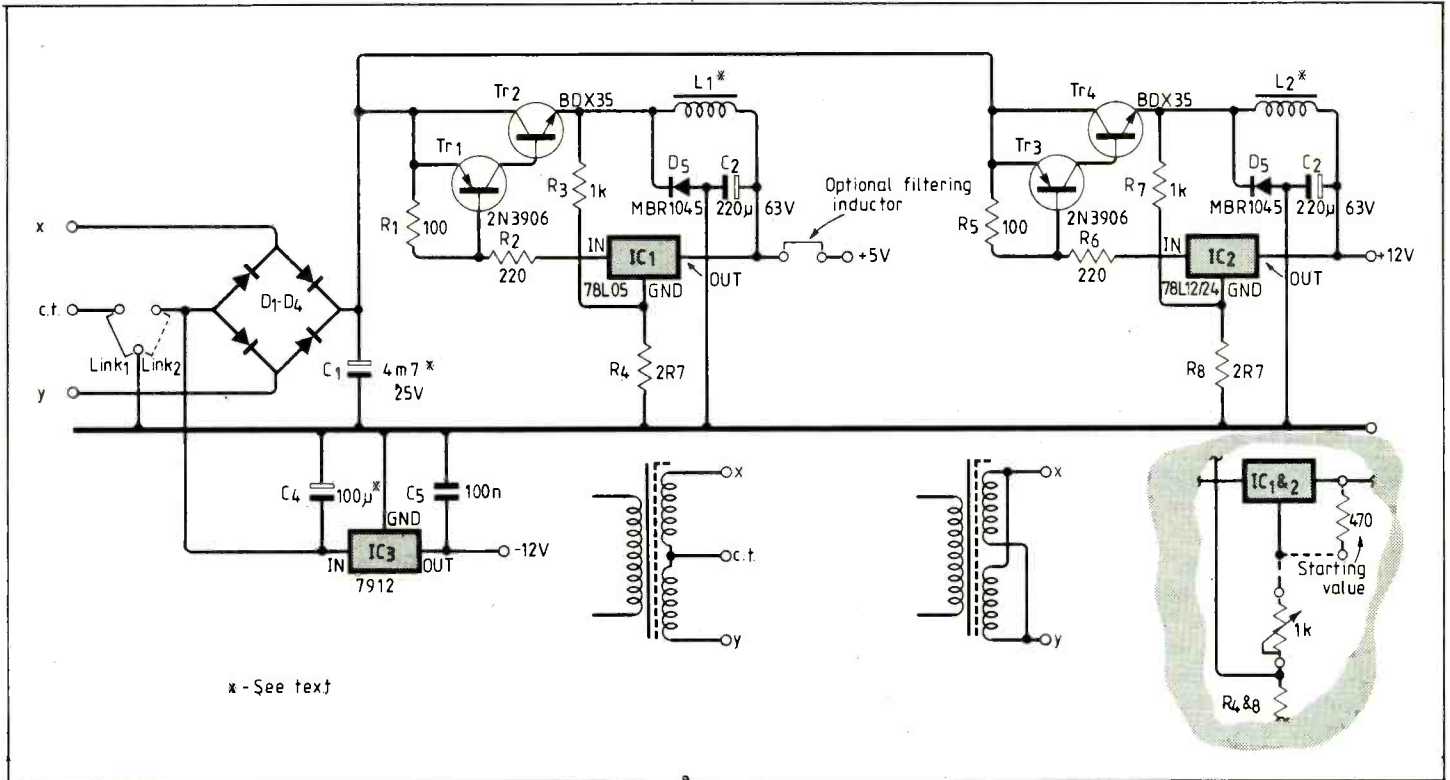 x
c.t.
y
Link1
Link2
D1-D4
C1
4m7 *
25V
Tr2
BDX35
Tr1
2N3906
R1
100
R2
220
R3
1k
L1*
D5
MBR1045
C2
220µ 63V
IN
IC1
OUT
78L05
GND
R4
2R7
Optional filtering
inductor
+5V
Tr4
BDX35
Tr3
2N3906
R5
100
R6
220
R7
1k
L2*
D5
MBR1045
C2
220µ 63V
IN
IC2
OUT
78L12/24
GND
R8
2R7
+12V
C4
100µ*
C5
100n
GND
IN
IC3
OUT
7912
-12V
x
c.t.
y
x
y
IC1&2
470
Starting
value
1k
R4&8
* - See text